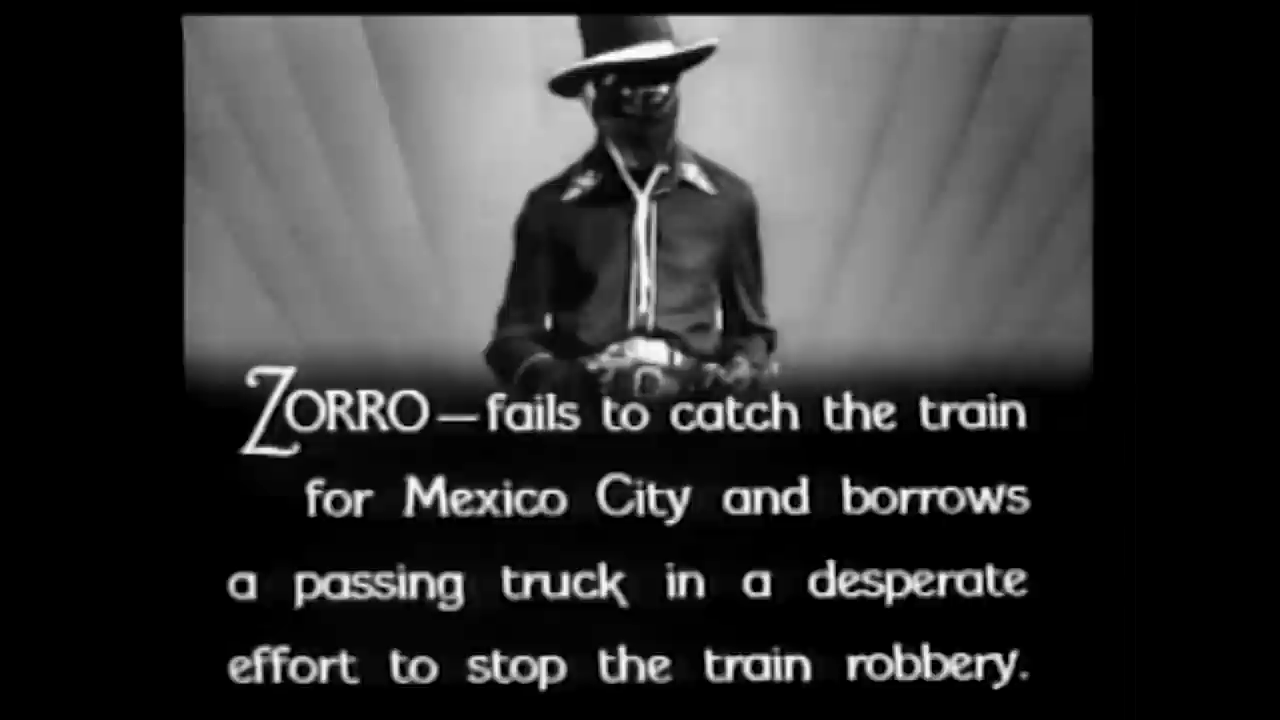 ZORRO—fails to catch the train
for Mexico City and borrows
a passing truck in a desperate
effort to stop the train robbery.